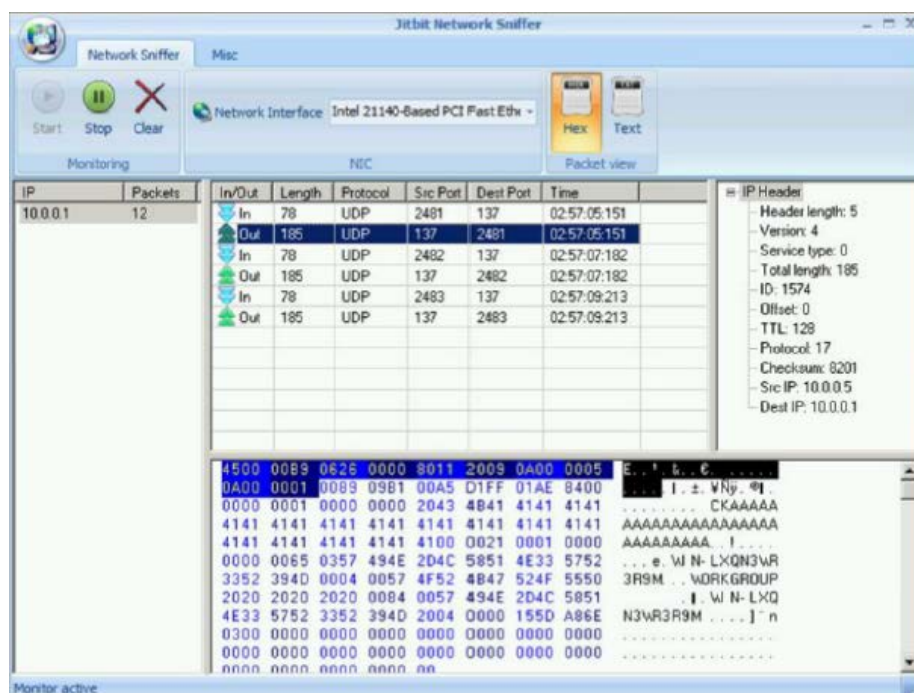 Jitbit Network Sniffer
Network Sniffer Misc
Start Stop Clear
Network Interface Intel 21140-Based PCI Fast Ethe
Hex Text
Monitoring NIC Packet view
IP Packets
10.0.0.1 12
In/Out Length Protocol Src Port Dest Port Time
In 78 UDP 2481 137 02:57:05:151
Out 185 UDP 137 2481 02:57:05:151
In 78 UDP 2482 137 02:57:07:182
Out 185 UDP 137 2482 02:57:07:182
In 78 UDP 2483 137 02:57:09:213
Out 185 UDP 137 2483 02:57:09:213
IP Header
Header length: 5
Version: 4
Service type: 0
Total length: 185
ID: 1574
Offset: 0
TTL: 128
Protocol: 17
Checksum: 8201
Src IP: 10.0.0.5
Dest IP: 10.0.0.1
4500 00B9 0626 0000 8011 2009 0A00 0005
0A00 0001 0089 09B1 00A5 D1FF 01AE 8400
0000 0001 0000 0000 2043 4B41 4141 4141 ........CKAAAAA
4141 4141 4141 4141 4141 4141 4141 4141 AAAAAAAAAAAAAAAA
4141 4141 4141 4141 4100 0021 0001 0000 AAAAAAAAA..!....
0000 0065 0357 494E 2D4C 5851 4E33 5752 ...e.WIN-LXQN3WR
3352 394D 0004 0057 4F52 4B47 524F 5550 3R9M...WORKGROUP
2020 2020 2020 0084 0057 494E 2D4C 5851 .WIN-LXQ
4E33 5752 3352 394D 2004 0000 155D A86E N3WR3R9M ....]¨n
0300 0000 0000 0000 0000 0000 0000 0000 ................
0000 0000 0000 0000 0000 0000 0000 0000 ................
0000 0000 0000 0000 00
Monitor active